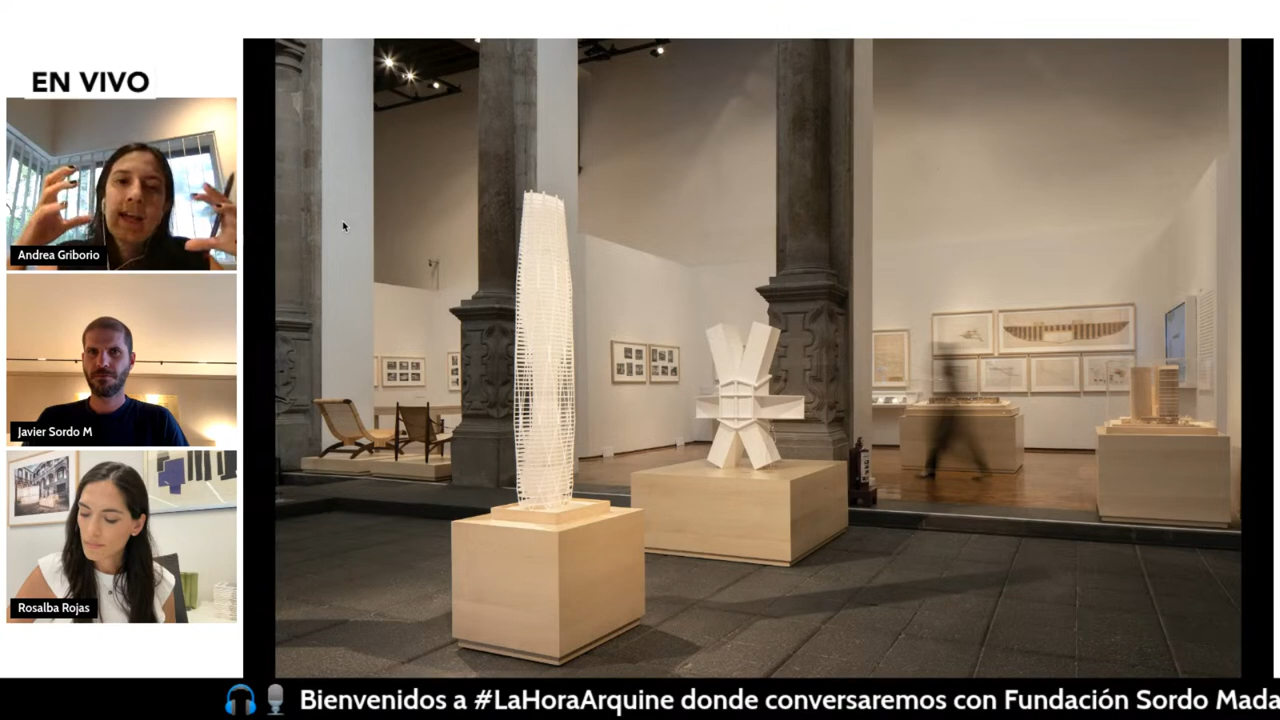 EN VIVO
Andrea Griborio
Javier Sordo M
Rosalba Rojas
Bienvenidos a #LaHoraArquine donde conversaremos con Fundación Sordo Mada